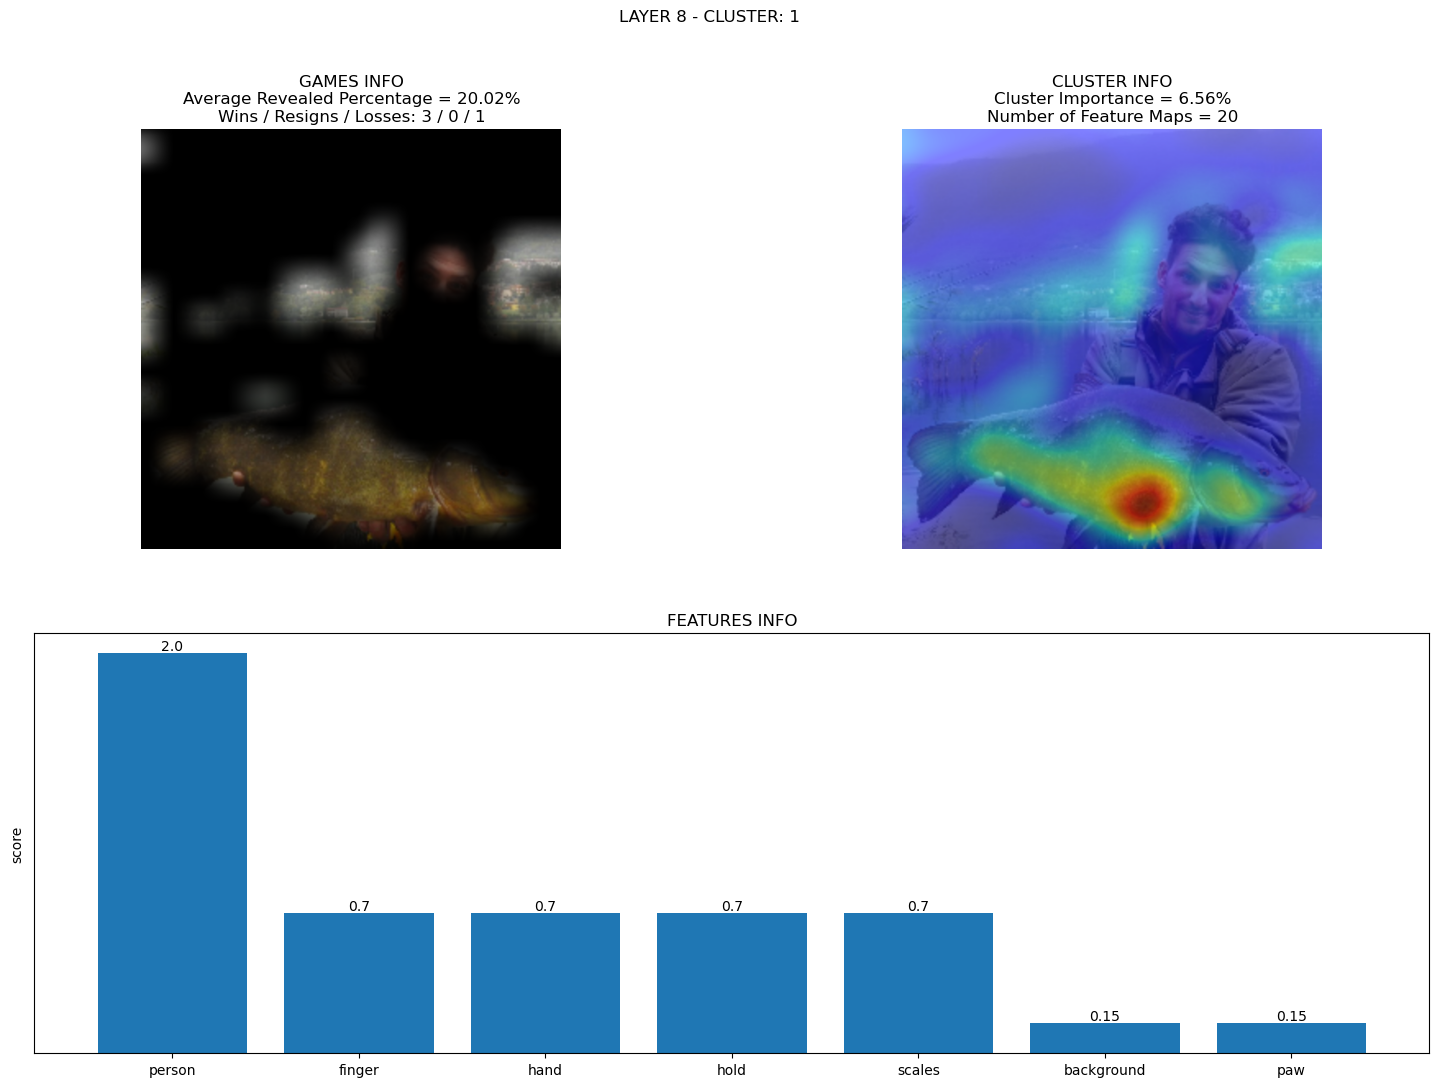 LAYER 8 - CLUSTER: 1
GAMES INFO
Average Revealed Percentage = 20.02%
Wins / Resigns / Losses: 3 / 0 / 1
CLUSTER INFO
Cluster Importance = 6.56%
Number of Feature Maps = 20
FEATURES INFO
score
2.0
0.7
0.7
0.7
0.7
0.15
0.15
person
finger
hand
hold
scales
background
paw